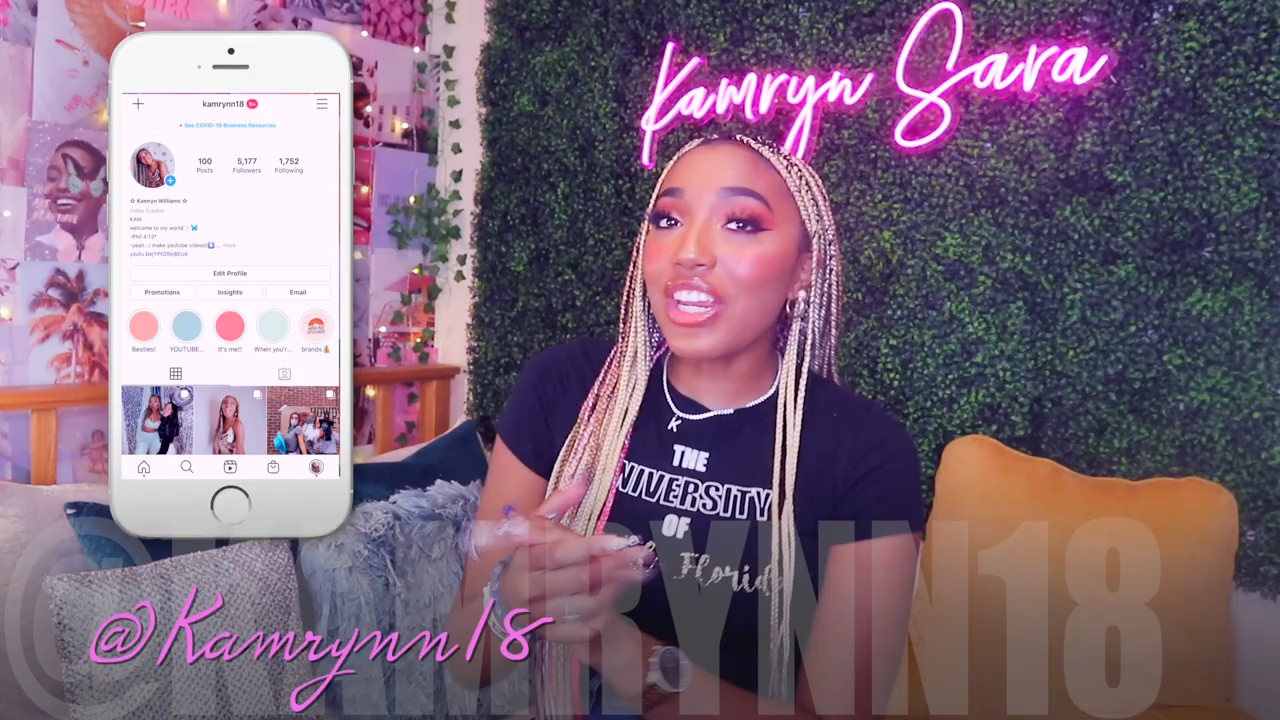 Kamryn Sara
kamrynn18 9+
See COVID-19 Business Resources
100 5,177 1,752
Posts Followers Following
☆ Kamryn Williams ☆
Video Creator
KAM
welcome to my world
-Phil 4:13*
-yeah...i make youtube videos! ... more
Edit Profile
Promotions Insights Email
Besties! YOUTUBE... It's me!! When you'r... brands
K
THE
UNIVERSITY
OF
Florida
@KAMRYNN18
@Kamrynn18